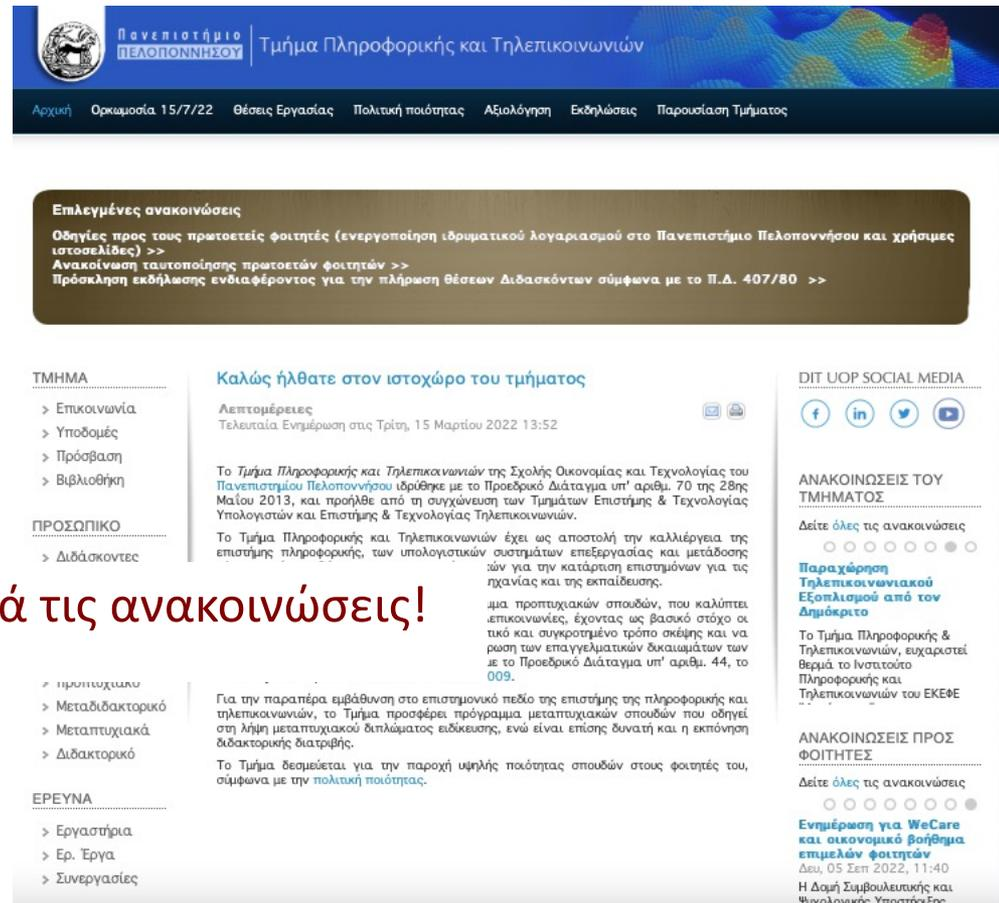 Πανεπιστήμιο
ΠΕΛΟΠΟΝΝΗΣΟΥ
Τμήμα Πληροφορικής και Τηλεπικοινωνιών
Αρχική Ορκωμοσία 15/7/22 Θέσεις Εργασίας Πολιτική ποιότητας Αξιολόγηση Εκδηλώσεις Παρουσίαση Τμήματος
Επιλεγμένες ανακοινώσεις
Οδηγίες προς τους πρωτοετείς φοιτητές (ενεργοποίηση ιδρυματικού λογαριασμού στο Πανεπιστήμιο Πελοποννήσου και χρήσιμες
ιστοσελίδες) >>
Ανακοίνωση ταυτοποίησης πρωτοετών φοιτητών >>
Πρόσκληση εκδήλωσης ενδιαφέροντος για την πλήρωση θέσεων Διδασκόντων σύμφωνα με το Π.Δ. 407/80 >>
ΤΜΗΜΑ
> Επικοινωνία
> Υποδομές
> Πρόσβαση
> Βιβλιοθήκη
ΠΡΟΣΩΠΙΚΟ
> Διδάσκοντες
ά τις ανακοινώσεις!
> Προπτυχιακό
> Μεταδιδακτορικό
> Μεταπτυχιακά
> Διδακτορικό
ΕΡΕΥΝΑ
> Εργαστήρια
> Ερ. Έργα
> Συνεργασίες
Καλώς ήλθατε στον ιστοχώρο του τμήματος
Λεπτομέρειες
Τελευταία Ενημέρωση στις Τρίτη, 15 Μαρτίου 2022 13:52
Το Τμήμα Πληροφορικής και Τηλεπικοινωνιών της Σχολής Οικονομίας και Τεχνολογίας του
Πανεπιστημίου Πελοποννήσου ιδρύθηκε με το Προεδρικό Διάταγμα υπ' αριθμ. 70 της 28ης
Μαΐου 2013, και προήλθε από τη συγχώνευση των Τμημάτων Επιστήμης & Τεχνολογίας
Υπολογιστών και Επιστήμης & Τεχνολογίας Τηλεπικοινωνιών.
Το Τμήμα Πληροφορικής και Τηλεπικοινωνιών έχει ως αποστολή την καλλιέργεια της
επιστήμης πληροφορικής, των υπολογιστικών συστημάτων επεξεργασίας και μετάδοσης
ών για την κατάρτιση επιστημόνων για τις
ηχανίας και της εκπαίδευσης.
μμα προπτυχιακών σπουδών, που καλύπτει
επικοινωνίες, έχοντας ως βασικό στόχο οι
τικό και συγκροτημένο τρόπο σκέψης και να
ρωση των επαγγελματικών δικαιωμάτων των
με το Προεδρικό Διάταγμα υπ' αριθμ. 44, το
009.
Για την παραπέρα εμβάθυνση στο επιστημονικό πεδίο της επιστήμης της πληροφορικής και
τηλεπικοινωνιών, το Τμήμα προσφέρει πρόγραμμα μεταπτυχιακών σπουδών που οδηγεί
στη λήψη μεταπτυχιακού διπλώματος ειδίκευσης, ενώ είναι επίσης δυνατή και η εκπόνηση
διδακτορικής διατριβής.
Το Τμήμα δεσμεύεται για την παροχή υψηλής ποιότητας σπουδών στους φοιτητές του,
σύμφωνα με την πολιτική ποιότητας.
DIT UOP SOCIAL MEDIA
f in
ΑΝΑΚΟΙΝΩΣΕΙΣ ΤΟΥ
ΤΜΗΜΑΤΟΣ
Δείτε όλες τις ανακοινώσεις
Παραχώρηση
Τηλεπικοινωνιακού
Εξοπλισμού από τον
Δημόκριτο
Το Τμήμα Πληροφορικής &
Τηλεπικοινωνιών, ευχαριστεί
θερμά το Ινστιτούτο
Πληροφορικής και
Τηλεπικοινωνιών του ΕΚΕΦΕ
ΑΝΑΚΟΙΝΩΣΕΙΣ ΠΡΟΣ
ΦΟΙΤΗΤΕΣ
Δείτε όλες τις ανακοινώσεις
Ενημέρωση για WeCare
και οικονομικό βοήθημα
επιμελών φοιτητών
Δευ, 05 Σεπ 2022, 11:40
Η Δομή Συμβουλευτικής και
Ψυχολογικής Υποστήριξης